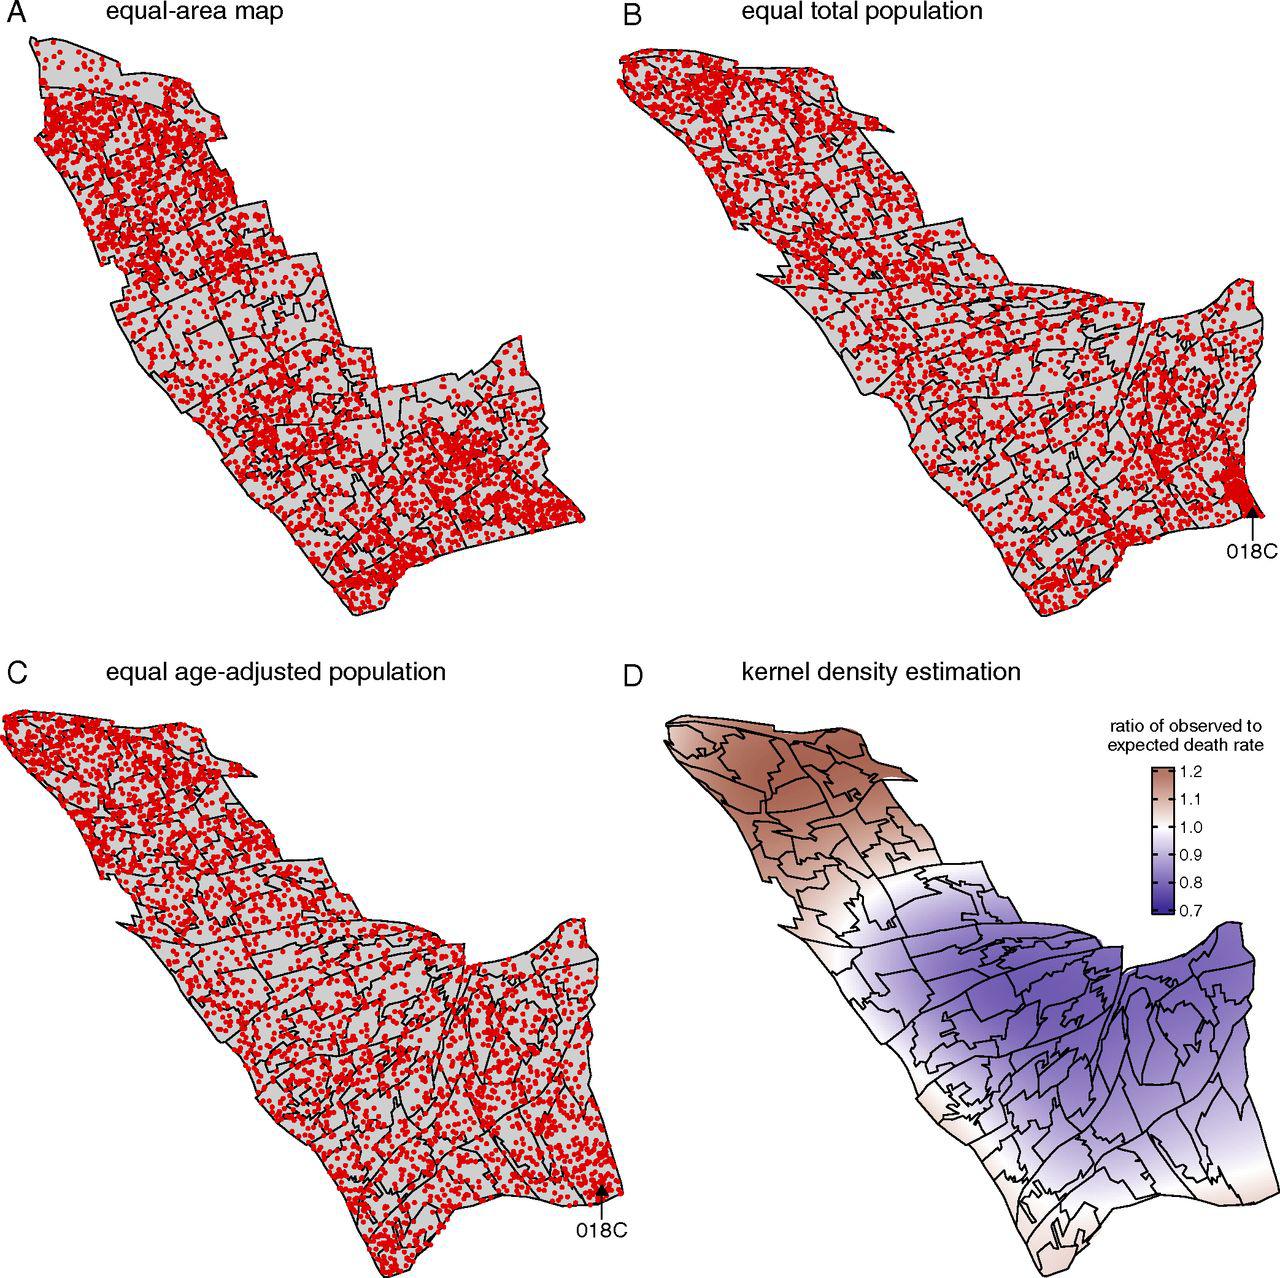 A
equal-area map
B
equal total population
018C
C
equal age-adjusted population
018C
D
kernel density estimation
ratio of observed to
expected death rate
1.2
1.1
1.0
0.9
0.8
0.7